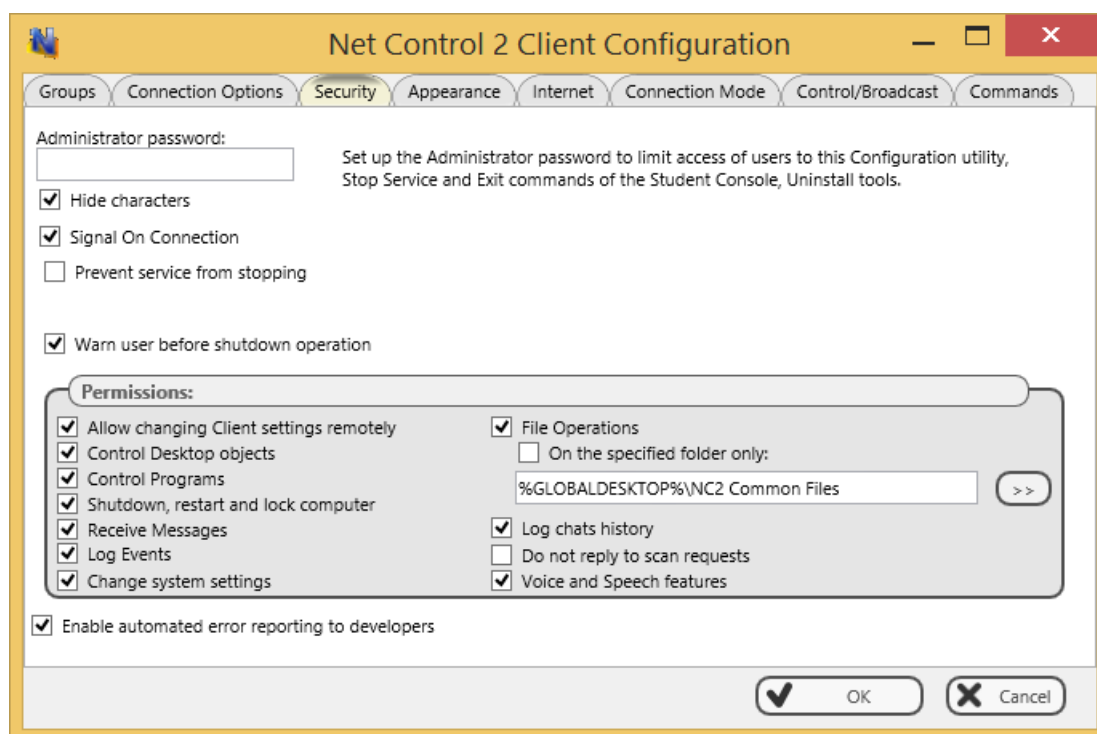 Net Control 2 Client Configuration
Groups Connection Options Security Appearance Internet Connection Mode Control/Broadcast Commands
Administrator password:
Set up the Administrator password to limit access of users to this Configuration utility,
Stop Service and Exit commands of the Student Console, Uninstall tools.
Hide characters
Signal On Connection
Prevent service from stopping
Warn user before shutdown operation
Permissions:
Allow changing Client settings remotely
Control Desktop objects
Control Programs
Shutdown, restart and lock computer
Receive Messages
Log Events
Change system settings
File Operations
On the specified folder only:
%GLOBALDESKTOP%\NC2 Common Files
>>
Log chats history
Do not reply to scan requests
Voice and Speech features
Enable automated error reporting to developers
OK Cancel